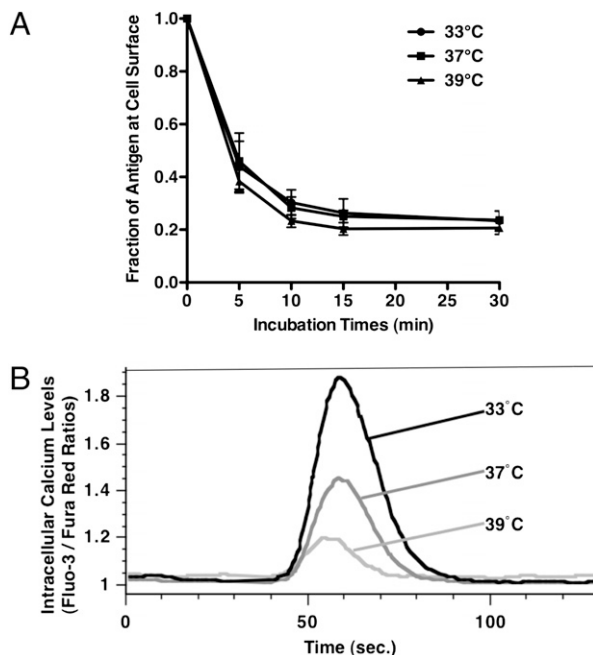 A
Fraction of Antigen at Cell Surface
1.0
0.8
0.6
0.4
0.2
0.0
0 5 10 15 20 25 30
Incubation Times (min)
33°C
37°C
39°C
B
Intracellular Calcium Levels
(Fluo-3 / Fura Red Ratios)
1.8
1.6
1.4
1.2
1
0 50 100
Time (sec.)
33°C
37°C
39°C